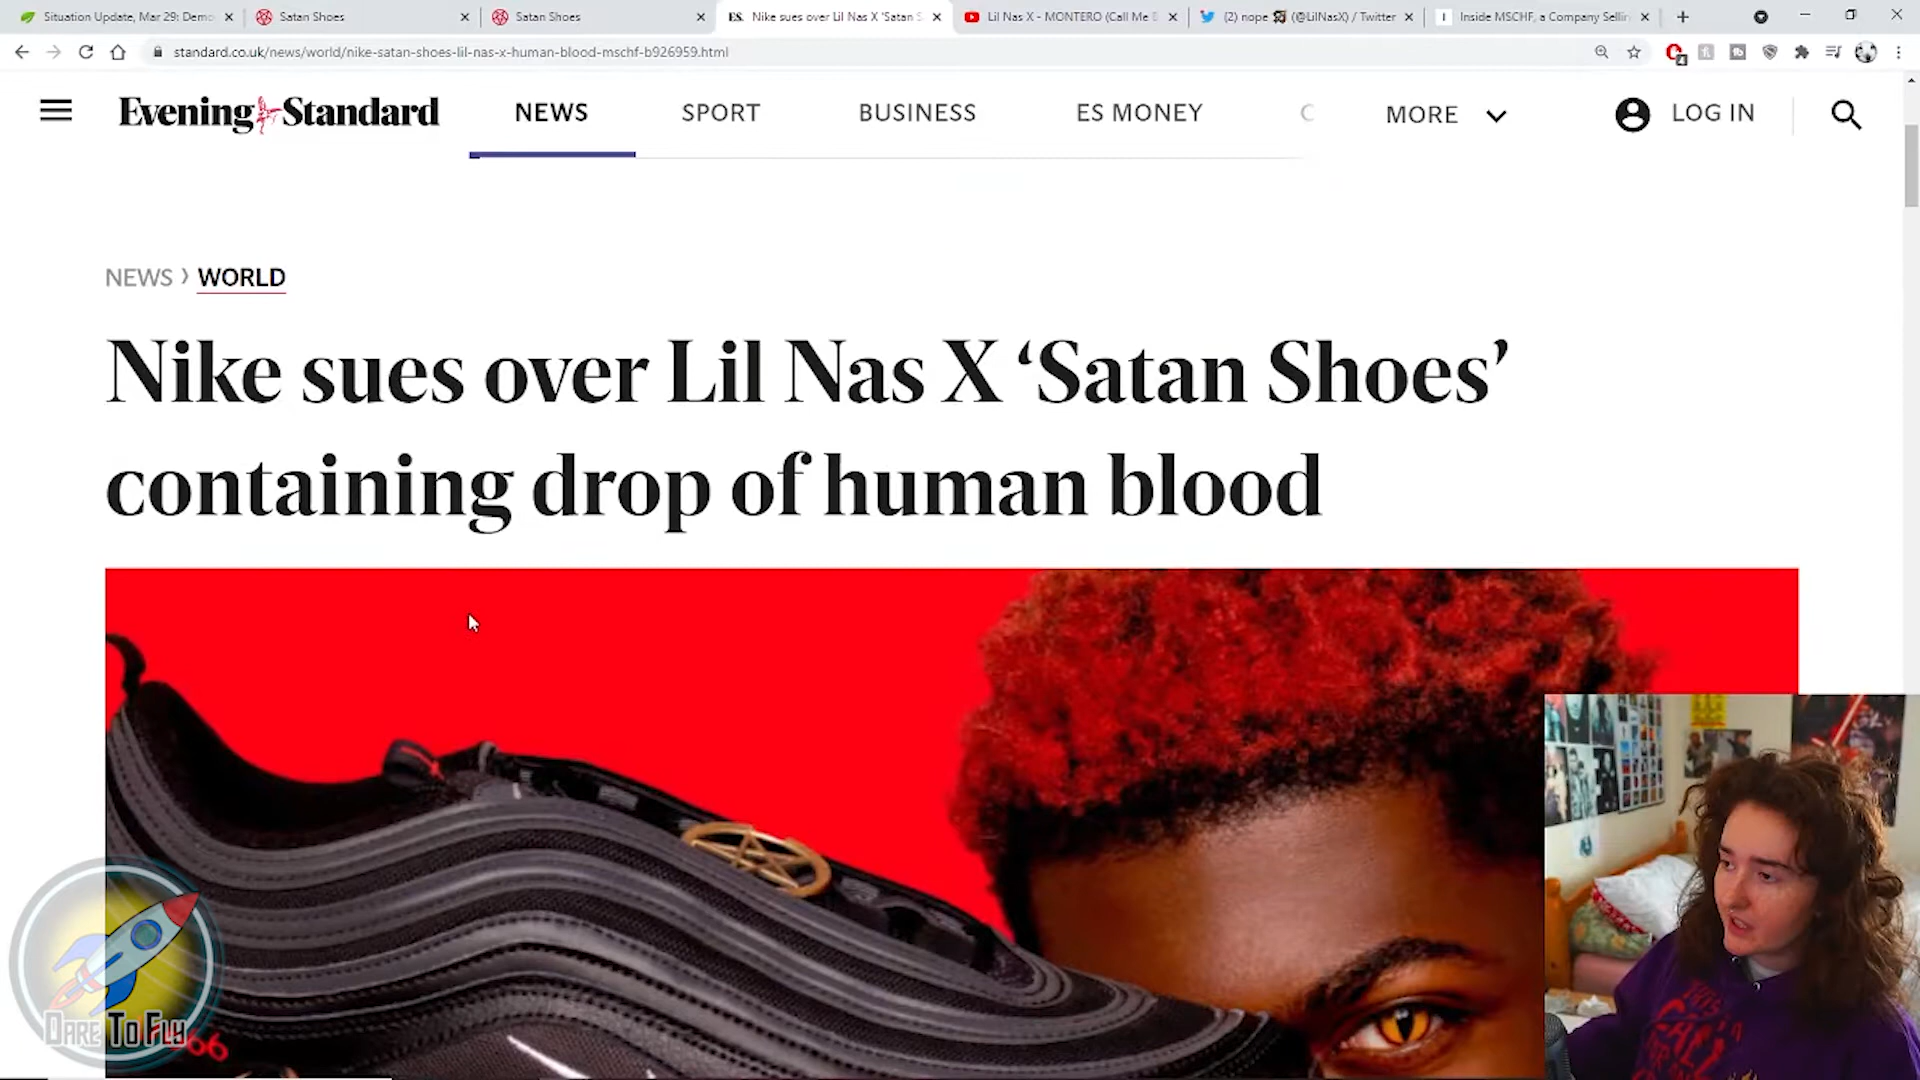 Situation Update, Mar 29: Demo
Satan Shoes
Satan Shoes
ES. Nike sues over Lil Nas X 'Satan S
Lil Nas X - MONTERO (Call Me
(2) nope (@LilNasX) / Twitter
Inside MSCHF, a Company Sellin
standard.co.uk/news/world/nike-satan-shoes-lil-nas-x-human-blood-mschf-b926959.html
Evening Standard
NEWS
SPORT
BUSINESS
ES MONEY
C
MORE
LOG IN
NEWS › WORLD
Nike sues over Lil Nas X ‘Satan Shoes’
containing drop of human blood
DARE TO FLY
66